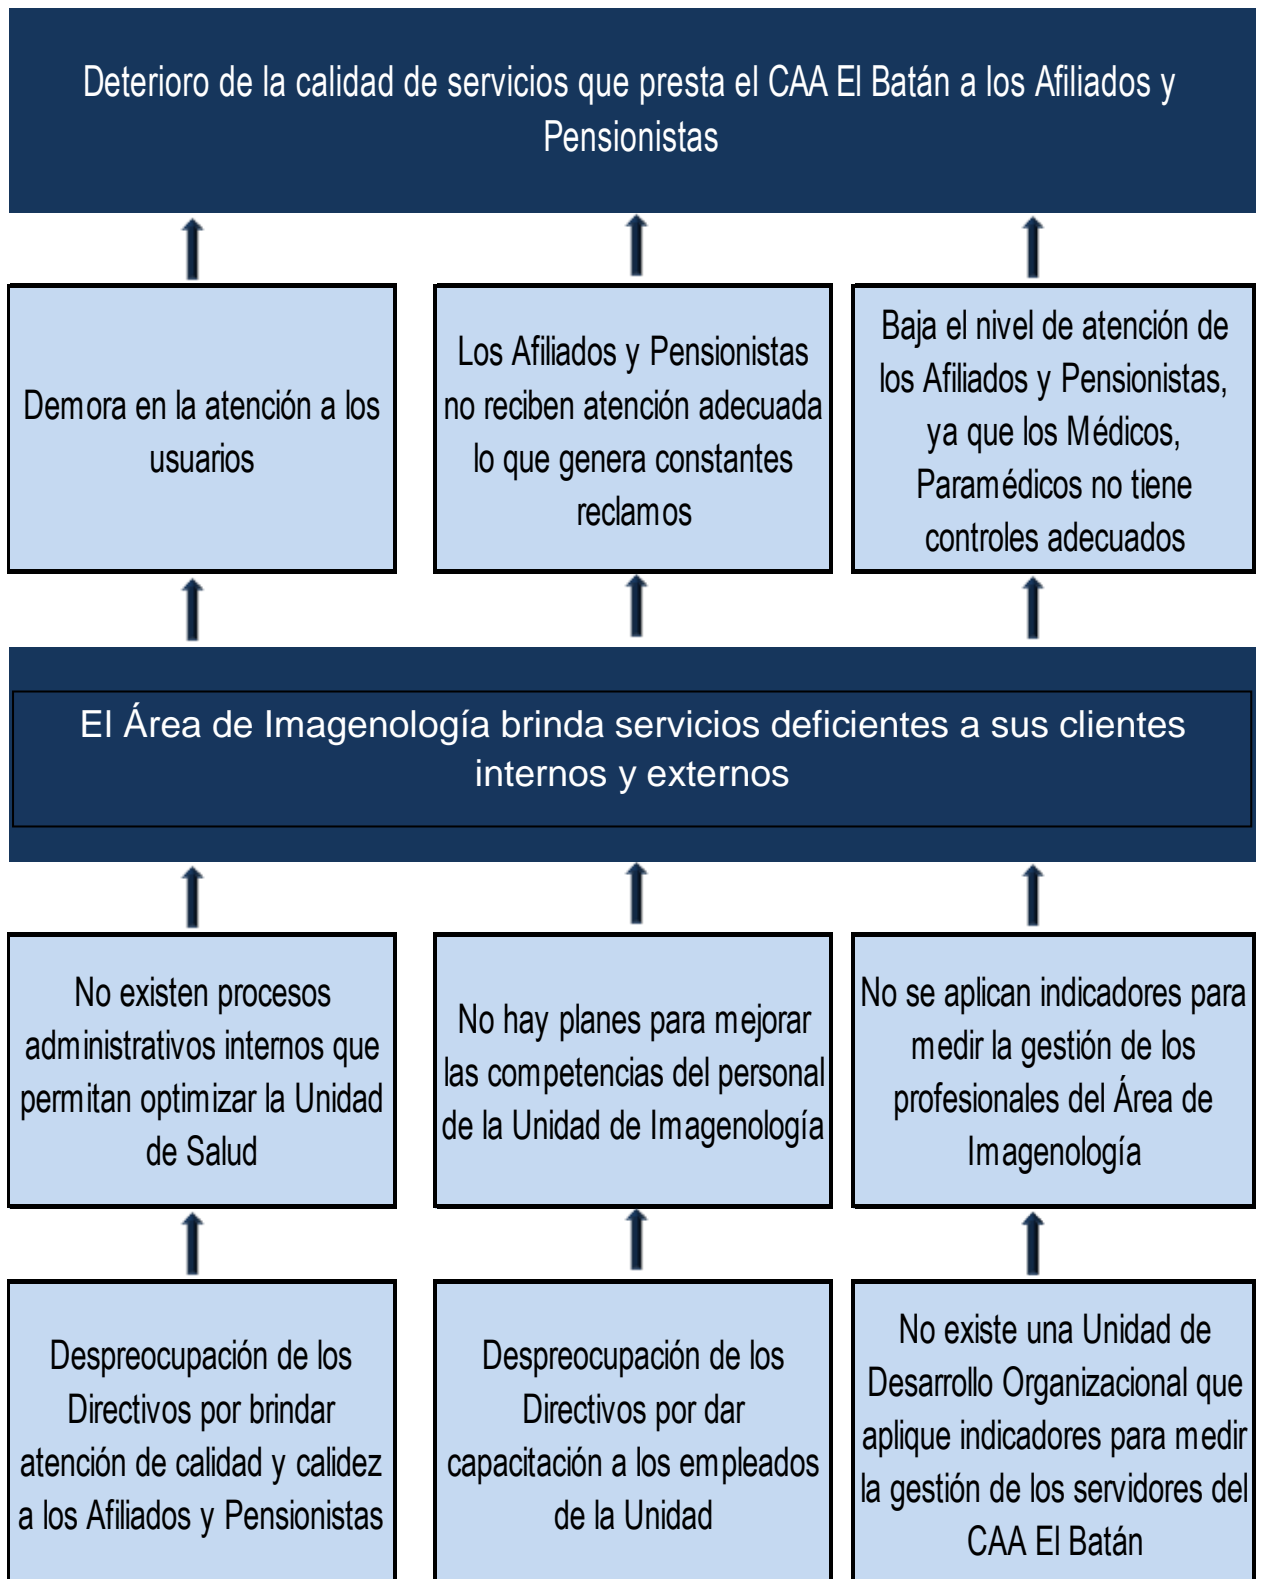 Deterioro de la calidad de servicios que presta el CAA El Batán a los Afiliados y
Pensionistas
Demora en la atención a los
usuarios
Los Afiliados y Pensionistas
no reciben atención adecuada
lo que genera constantes
reclamos
Baja el nivel de atención de
los Afiliados y Pensionistas,
ya que los Médicos,
Paramédicos no tiene
controles adecuados
El Área de Imagenología brinda servicios deficientes a sus clientes
internos y externos
No existen procesos
administrativos internos que
permitan optimizar la Unidad
de Salud
No hay planes para mejorar
las competencias del personal
de la Unidad de Imagenología
No se aplican indicadores para
medir la gestión de los
profesionales del Área de
Imagenología
Despreocupación de los
Directivos por brindar
atención de calidad y calidez
a los Afiliados y Pensionistas
Despreocupación de los
Directivos por dar
capacitación a los empleados
de la Unidad
No existe una Unidad de
Desarrollo Organizacional que
aplique indicadores para medir
la gestión de los servidores del
CAA El Batán